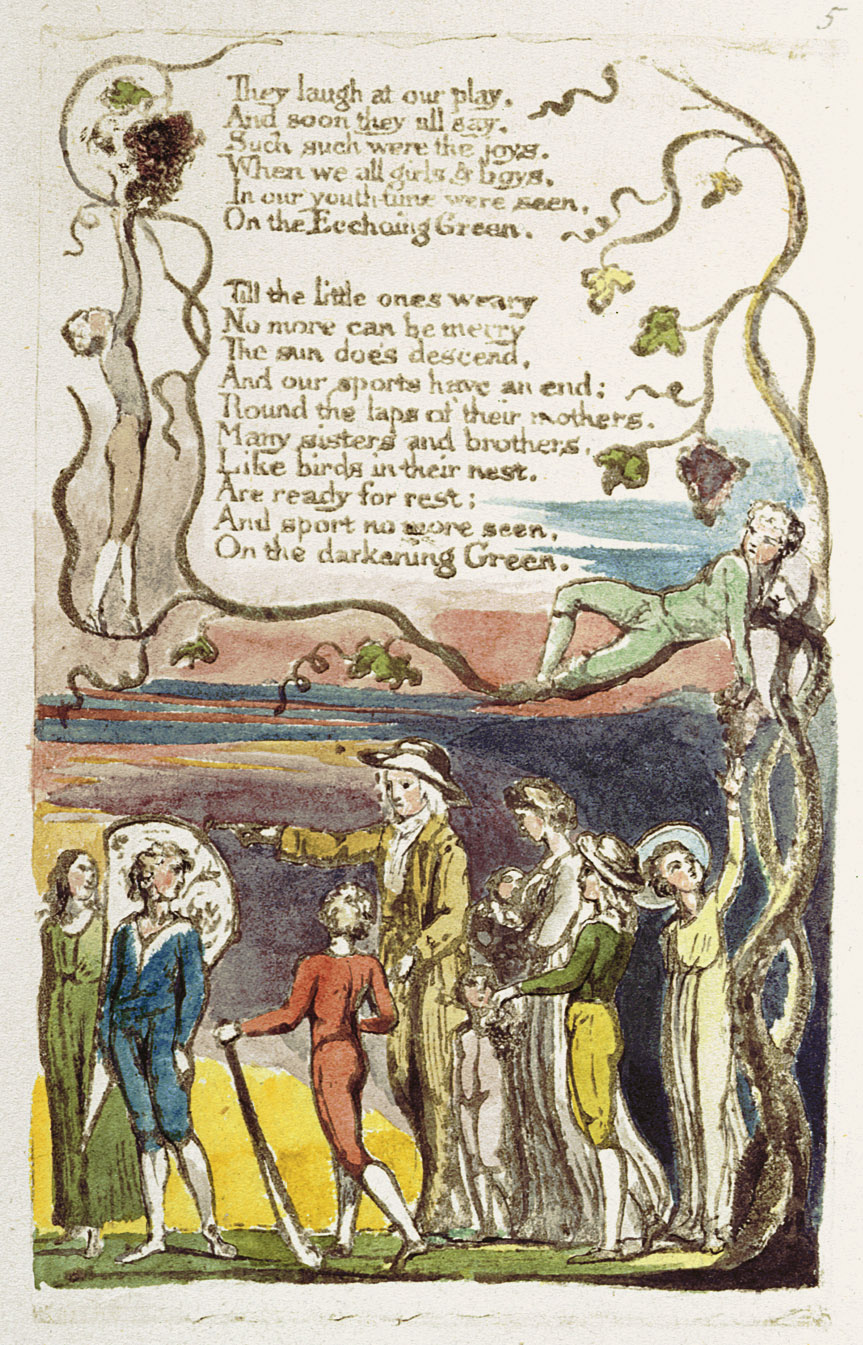 5
They laugh at our play,
And soon they all say.
Such such were the joys.
When we all girls & boys,
In our youth-time were seen,
On the Ecchoing Green.
Till the little ones weary
No more can be merry
The sun does descend,
And our sports have an end:
Round the laps of their mothers,
Many sisters and brothers,
Like birds in their nest,
Are ready for rest;
And sport no more seen,
On the darkening Green.